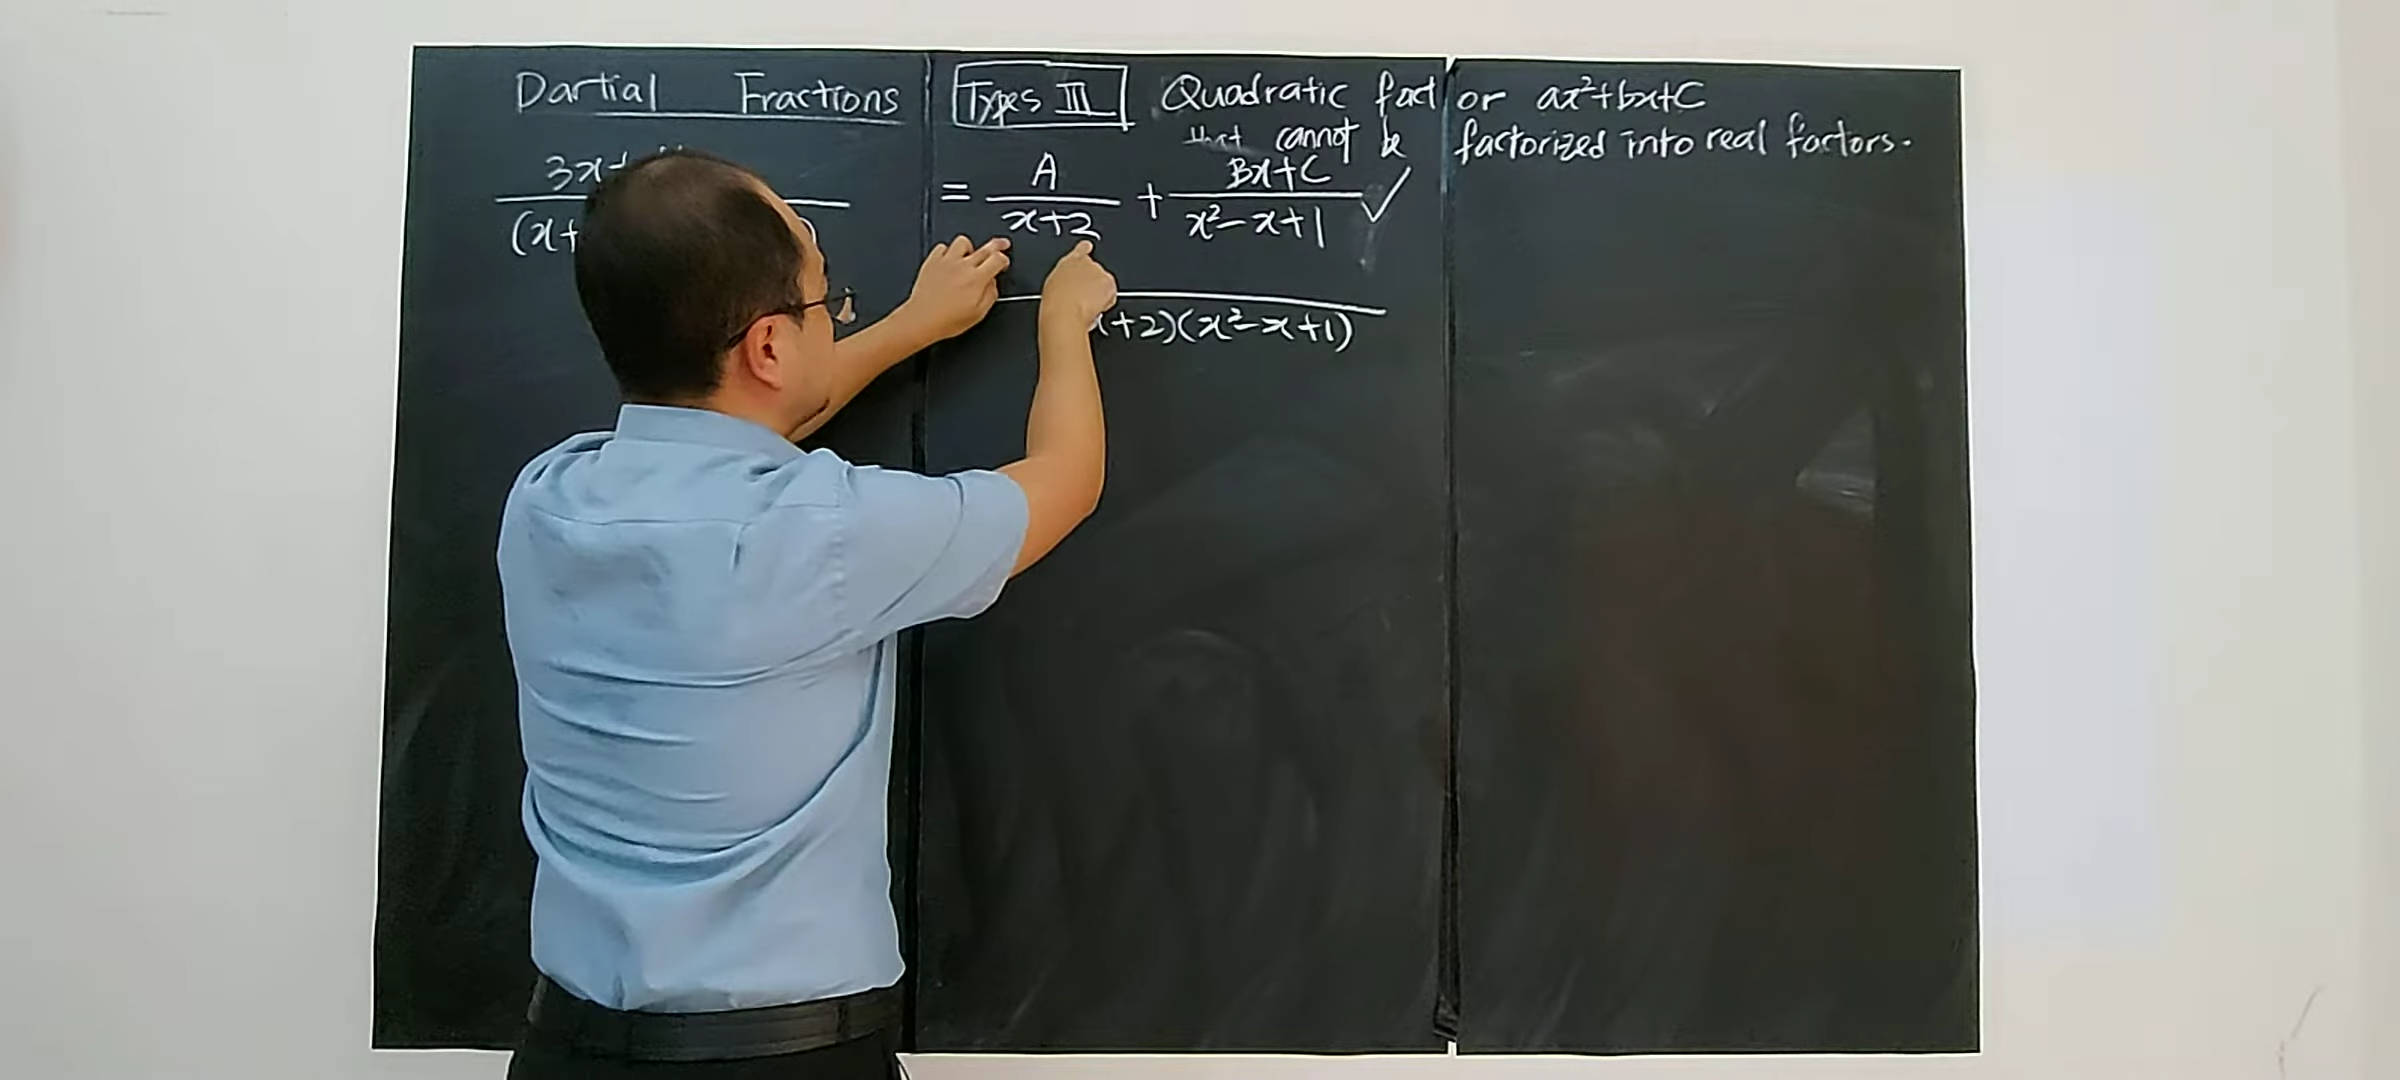 Partial Fractions
Types III Quadratic factor ax²+bx+C
that cannot be factorized into real factors.
3x+
(x+ )
= A/(x+2) + (Bx+C)/(x²-x+1) ✓
x+2)(x²-x+1)